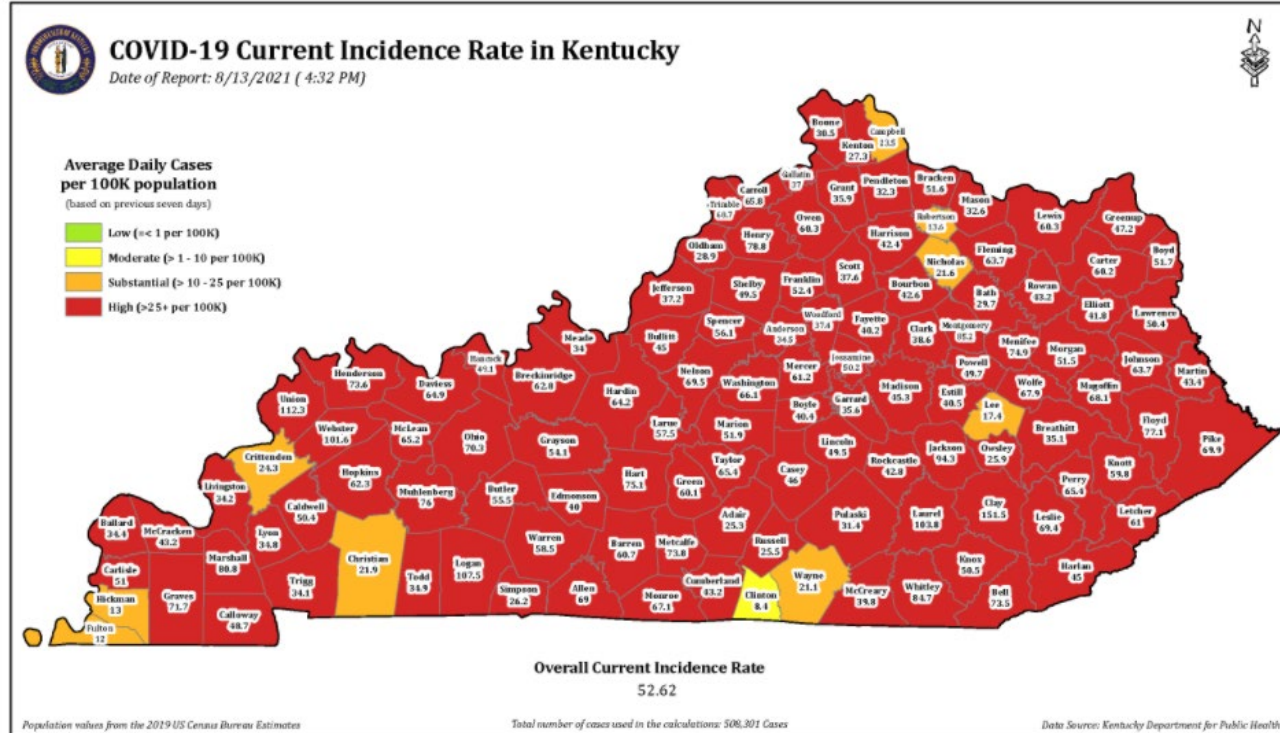 COVID-19 Current Incidence Rate in Kentucky
Date of Report: 8/13/2021 ( 4:32 PM)
N
Average Daily Cases
per 100K population
(based on previous seven days)
Low (=< 1 per 100K)
Moderate (> 1 - 10 per 100K)
Substantial (> 10 - 25 per 100K)
High (>25+ per 100K)
Boone
30.5
Kenton
27.3
Campbell
23.5
Gallatin
37
Carroll
65.8
Trimble
60.7
Grant
35.9
Pendleton
32.3
Bracken
51.6
Mason
32.6
Robertson
13.6
Lewis
60.3
Greenup
47.2
Boyd
51.7
Owen
60.3
Henry
78.8
Oldham
28.9
Harrison
42.4
Nicholas
21.6
Fleming
63.7
Carter
60.2
Jefferson
37.2
Shelby
49.5
Franklin
52.4
Scott
37.6
Bourbon
42.6
Bath
29.7
Rowan
43.2
Elliott
41.8
Lawrence
50.4
Spencer
56.1
Anderson
34.5
Woodford
37.4
Fayette
40.2
Clark
38.6
Montgomery
85.2
Menifee
74.9
Morgan
51.5
Johnson
63.7
Martin
43.4
Bullitt
45
Meade
34
Hancock
49.1
Breckinridge
62.8
Hardin
64.2
Nelson
69.5
Washington
66.1
Mercer
61.2
Jessamine
50.2
Powell
49.7
Madison
45.3
Estill
40.5
Wolfe
67.9
Magoffin
68.1
Lee
17.4
Floyd
77.1
Pike
69.9
Henderson
73.6
Daviess
64.9
Union
112.3
Webster
101.6
McLean
65.2
Ohio
70.3
Grayson
54.1
Larue
57.5
Marion
51.9
Boyle
40.4
Garrard
35.6
Lincoln
49.5
Rockcastle
42.8
Jackson
94.3
Owsley
25.9
Breathitt
35.1
Knott
59.8
Perry
65.4
Letcher
61
Crittenden
24.3
Livingston
34.2
Hopkins
62.3
Caldwell
50.4
Muhlenberg
76
Butler
55.5
Edmonson
40
Hart
75.1
Green
60.1
Taylor
65.4
Casey
46
Adair
25.3
Pulaski
31.4
Laurel
103.8
Clay
151.5
Leslie
69.4
Harlan
45
Ballard
34.4
McCracken
43.2
Carlisle
51
Marshall
80.8
Lyon
34.8
Trigg
34.1
Christian
21.9
Todd
34.9
Logan
107.5
Warren
58.5
Simpson
26.2
Allen
69
Barren
60.7
Metcalfe
73.8
Monroe
67.1
Cumberland
43.2
Russell
25.5
Clinton
8.4
Wayne
21.1
McCreary
39.8
Whitley
84.7
Knox
50.5
Bell
73.5
Hickman
13
Fulton
12
Graves
71.7
Calloway
48.7
Overall Current Incidence Rate
52.62
Population values from the 2019 US Census Bureau Estimates
Total number of cases used in the calculations: 508,301 Cases
Data Source: Kentucky Department for Public Health